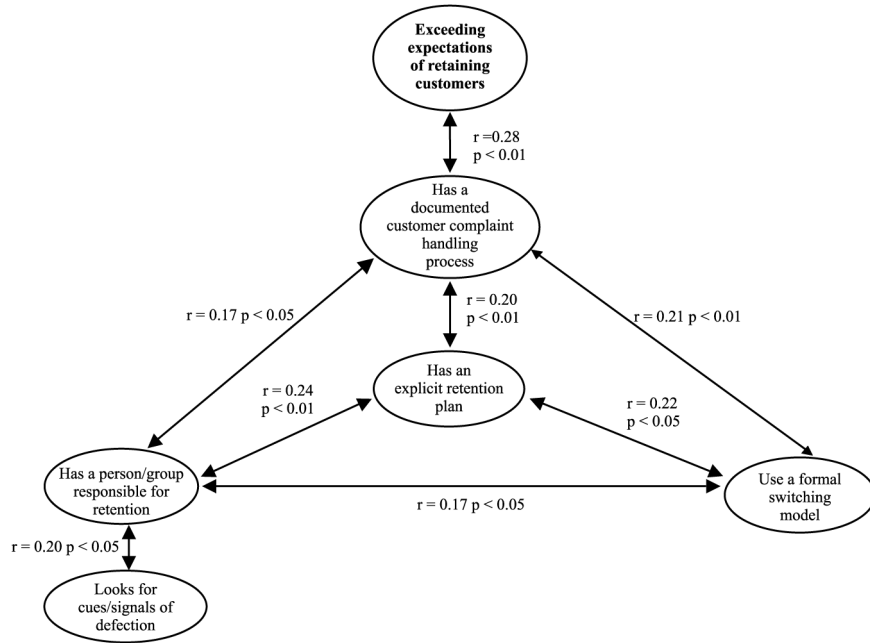 Exceeding
expectations
of retaining
customers
r =0.28
p < 0.01
Has a
documented
customer complaint
handling
process
r = 0.17 p < 0.05
r = 0.20
p < 0.01
r = 0.21 p < 0.01
Has an
explicit retention
plan
r = 0.24
p < 0.01
r = 0.22
p < 0.05
Has a person/group
responsible for
retention
r = 0.17 p < 0.05
Use a formal
switching
model
r = 0.20 p < 0.05
Looks for
cues/signals of
defection